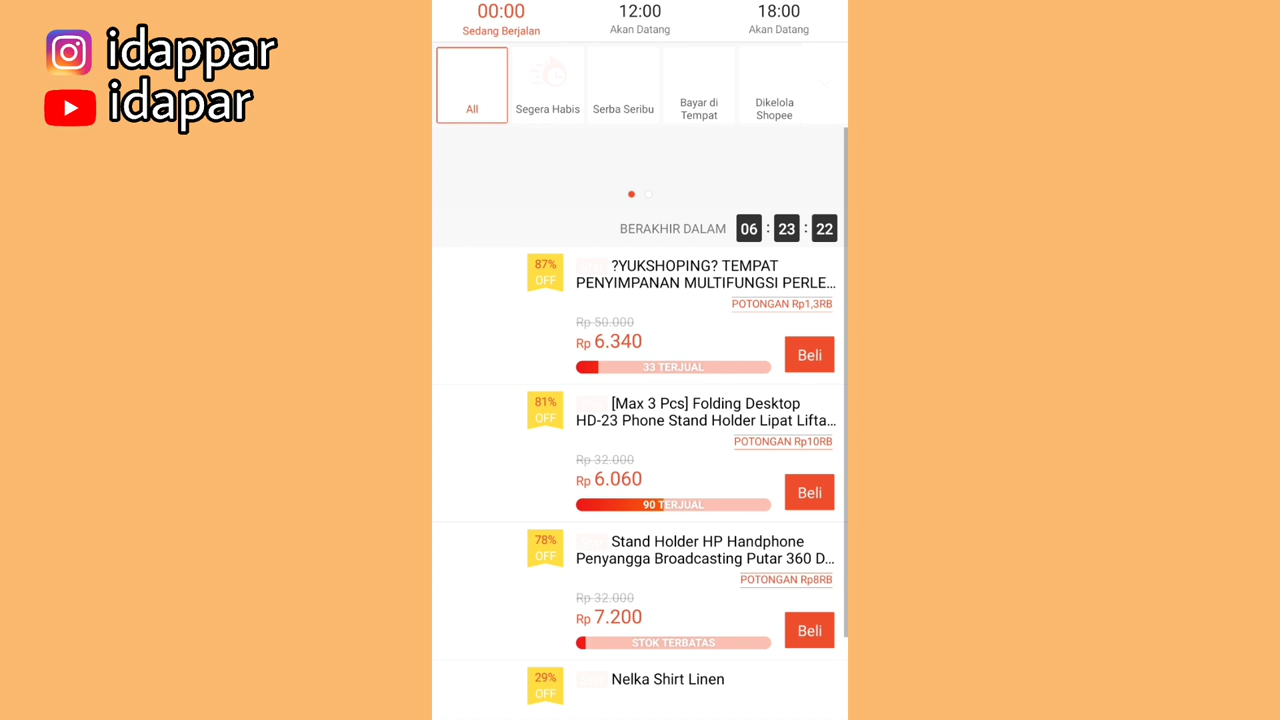 idappar
idapar
00:00
12:00
18:00
Sedang Berjalan
Akan Datang
Akan Datang
All
Segera Habis
Serba Seribu
Bayar di
Tempat
Dikelola
Shopee
BERAKHIR DALAM 06 : 23 : 22
87%
OFF
?YUKSHOPING? TEMPAT
PENYIMPANAN MULTIFUNGSI PERLE...
POTONGAN Rp1,3RB
Rp 50.000
Rp 6.340
33 TERJUAL
Beli
81%
OFF
[Max 3 Pcs] Folding Desktop
HD-23 Phone Stand Holder Lipat Lifta...
POTONGAN Rp10RB
Rp 32.000
Rp 6.060
90 TERJUAL
Beli
78%
OFF
Stand Holder HP Handphone
Penyangga Broadcasting Putar 360 D...
POTONGAN Rp8RB
Rp 32.000
Rp 7.200
STOK TERBATAS
Beli
29%
OFF
Nelka Shirt Linen